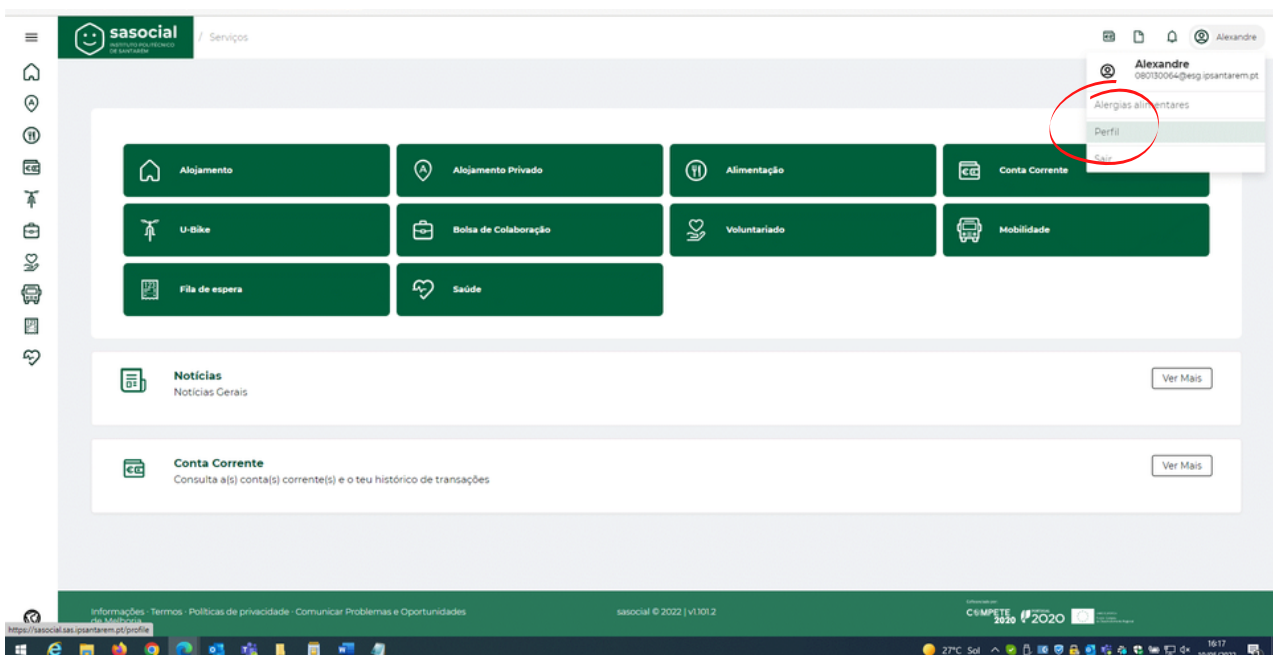 sasocial
INSTITUTO POLITÉCNICO
DE SANTARÉM
/ Serviços
Alexandre
Alexandre
080130064@esg.ipsantarem.pt
Alergias alimentares
Perfil
Sair
Alojamento
Alojamento Privado
Alimentação
Conta Corrente
U-Bike
Bolsa de Colaboração
Voluntariado
Mobilidade
Fila de espera
Saúde
Notícias
Notícias Gerais
Ver Mais
Conta Corrente
Consulta a(s) conta(s) corrente(s) e o teu histórico de transações
Ver Mais
Informações · Termos · Políticas de privacidade · Comunicar Problemas e Oportunidades
de Melhoria
sasocial © 2022 | v1.101.2
COMPETE
2020
2020
https://sasocial.sas.ipsantarem.pt/profile
27°C Sol
16:17